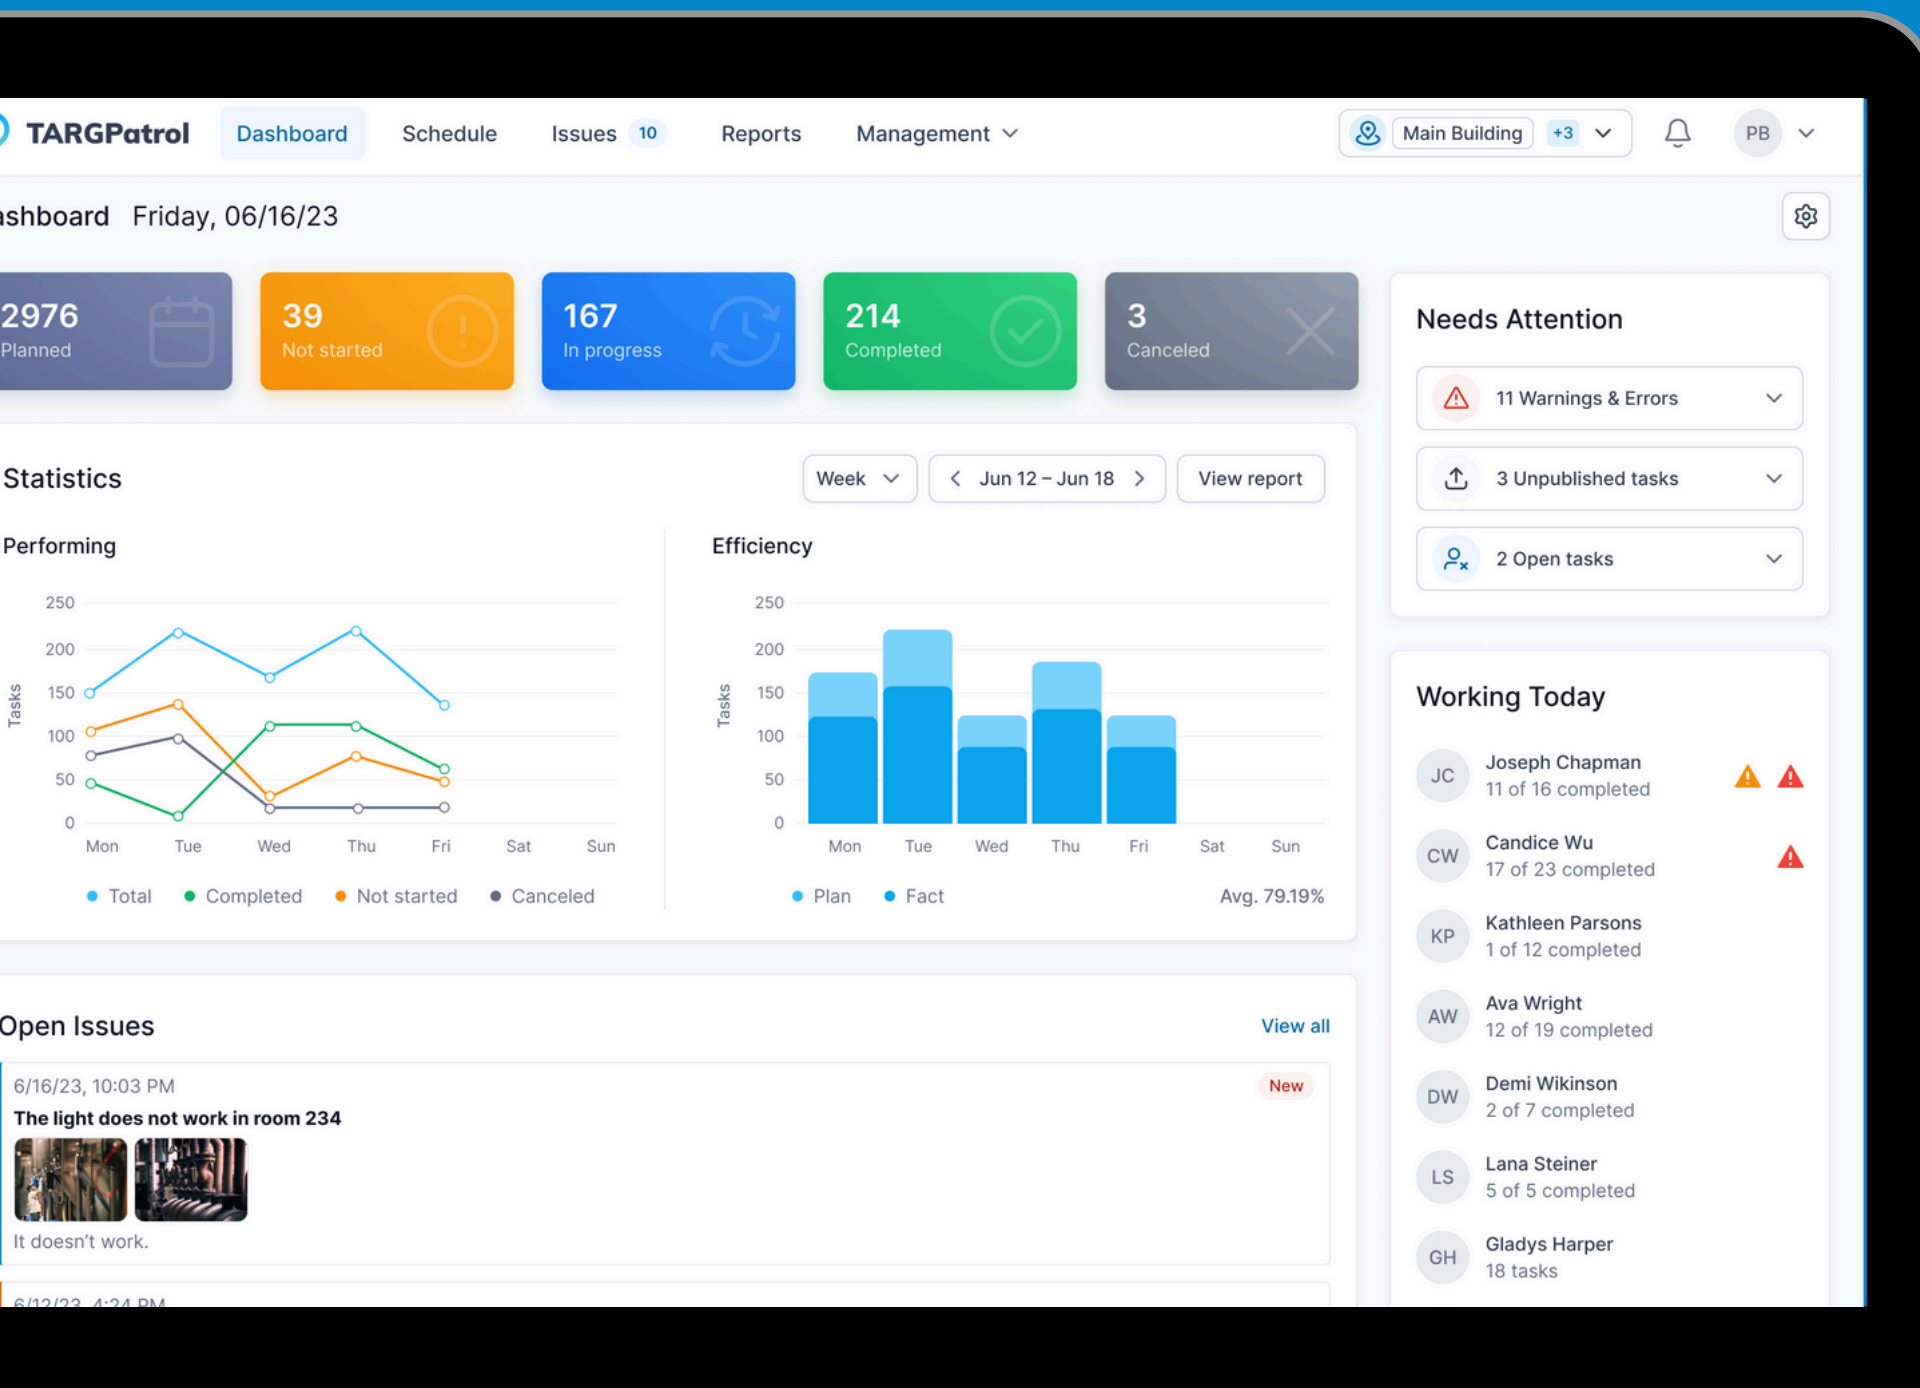 TARGPatrol Dashboard Schedule Issues 10 Reports Management Main Building +3 PB
ashboard Friday, 06/16/23
2976
Planned
39
Not started
167
In progress
214
Completed
3
Canceled
Statistics Week Jun 12 – Jun 18 View report
Performing
250
200
150
100
50
0
Tasks
Mon Tue Wed Thu Fri Sat Sun
Total Completed Not started Canceled
Efficiency
250
200
150
100
50
0
Tasks
Mon Tue Wed Thu Fri Sat Sun
Plan Fact Avg. 79.19%
Open Issues View all
6/16/23, 10:03 PM New
The light does not work in room 234
It doesn't work.
6/12/23, 4:24 PM
Needs Attention
11 Warnings & Errors
3 Unpublished tasks
2 Open tasks
Working Today
JC Joseph Chapman
11 of 16 completed
CW Candice Wu
17 of 23 completed
KP Kathleen Parsons
1 of 12 completed
AW Ava Wright
12 of 19 completed
DW Demi Wikinson
2 of 7 completed
LS Lana Steiner
5 of 5 completed
GH Gladys Harper
18 tasks